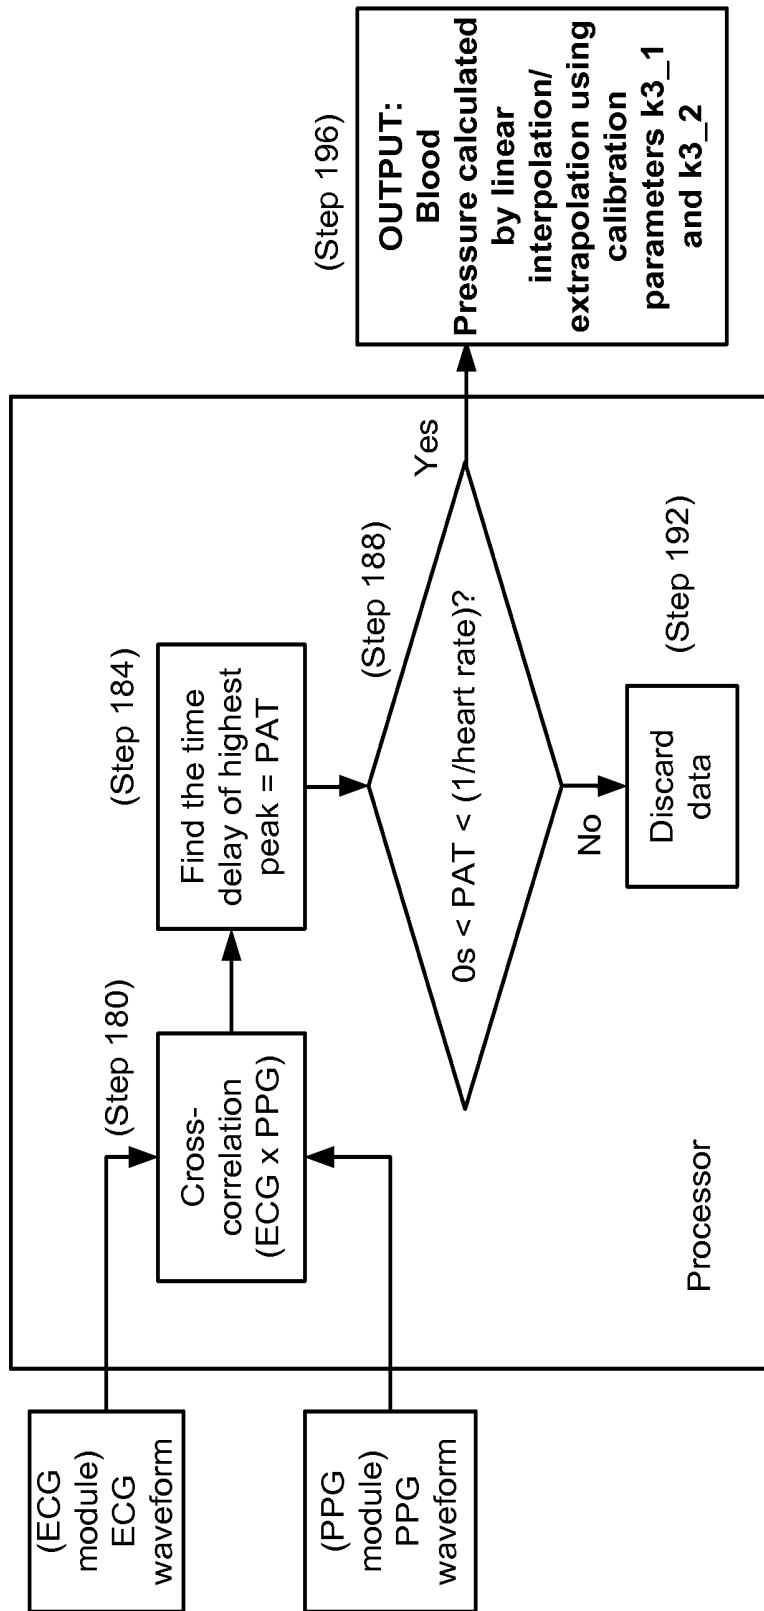 (ECG
module)
ECG
waveform
(PPG
module)
PPG
waveform
(Step 180)
Cross-
correlation
(ECG x PPG)
(Step 184)
Find the time
delay of highest
peak = PAT
(Step 188)
0s < PAT < (1/heart rate)?
Yes
No
(Step 192)
Discard
data
Processor
(Step 196)
OUTPUT:
Blood
Pressure calculated
by linear
interpolation/
extrapolation using
calibration
parameters k3_1
and k3_2